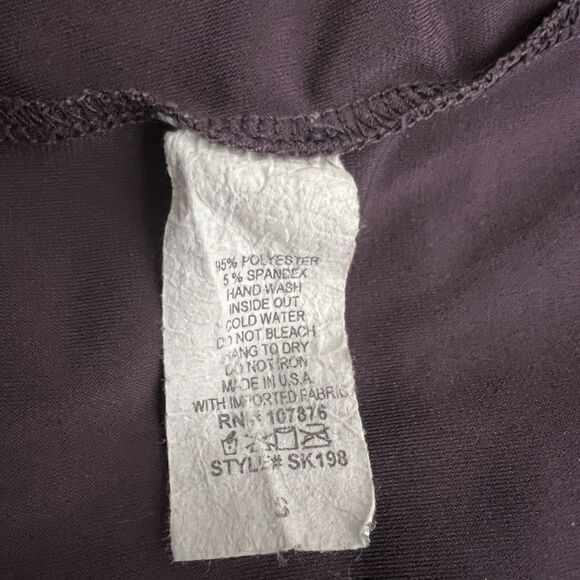 95% POLYESTER
5% SPANDEX
HAND WASH
INSIDE OUT
COLD WATER
DO NOT BLEACH
HANG TO DRY
DO NOT IRON
MADE IN U.S.A.
WITH IMPORTED FABRIC
RN# 107876
STYLE# SK198
S